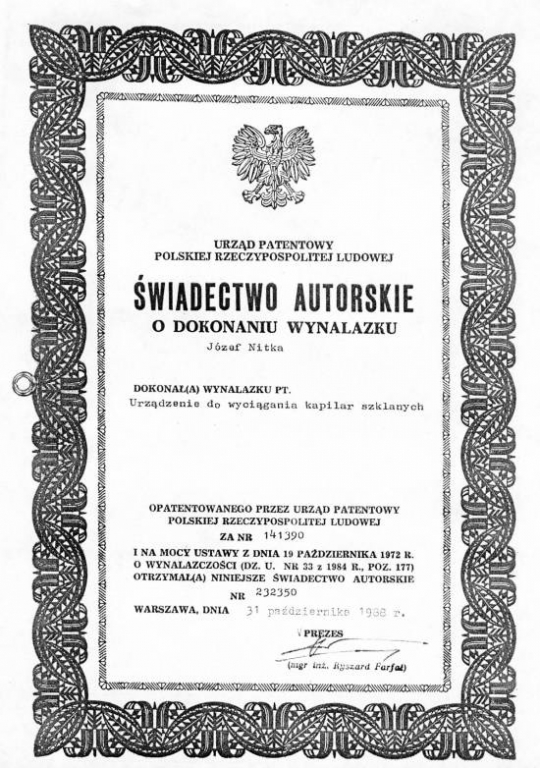 URZĄD PATENTOWY
POLSKIEJ RZECZYPOSPOLITEJ LUDOWEJ
ŚWIADECTWO AUTORSKIE
O DOKONANIU WYNALAZKU
Józef Nitka
DOKONAŁ(A) WYNALAZKU PT.
Urządzenie do wyciągania kapilar szklanych
OPATENTOWANEGO PRZEZ URZĄD PATENTOWY
POLSKIEJ RZECZYPOSPOLITEJ LUDOWEJ
ZA NR 141390
I NA MOCY USTAWY Z DNIA 19 PAŹDZIERNIKA 1972 R.
O WYNALAZCZOŚCI (DZ. U. NR 33 z 1984 R., POZ. 177)
OTRZYMAŁ(A) NINIEJSZE ŚWIADECTWO AUTORSKIE
NR 232350
WARSZAWA, DNIA 31 października 1988 r.
PREZES
(mgr inż. Ryszard Farfał)